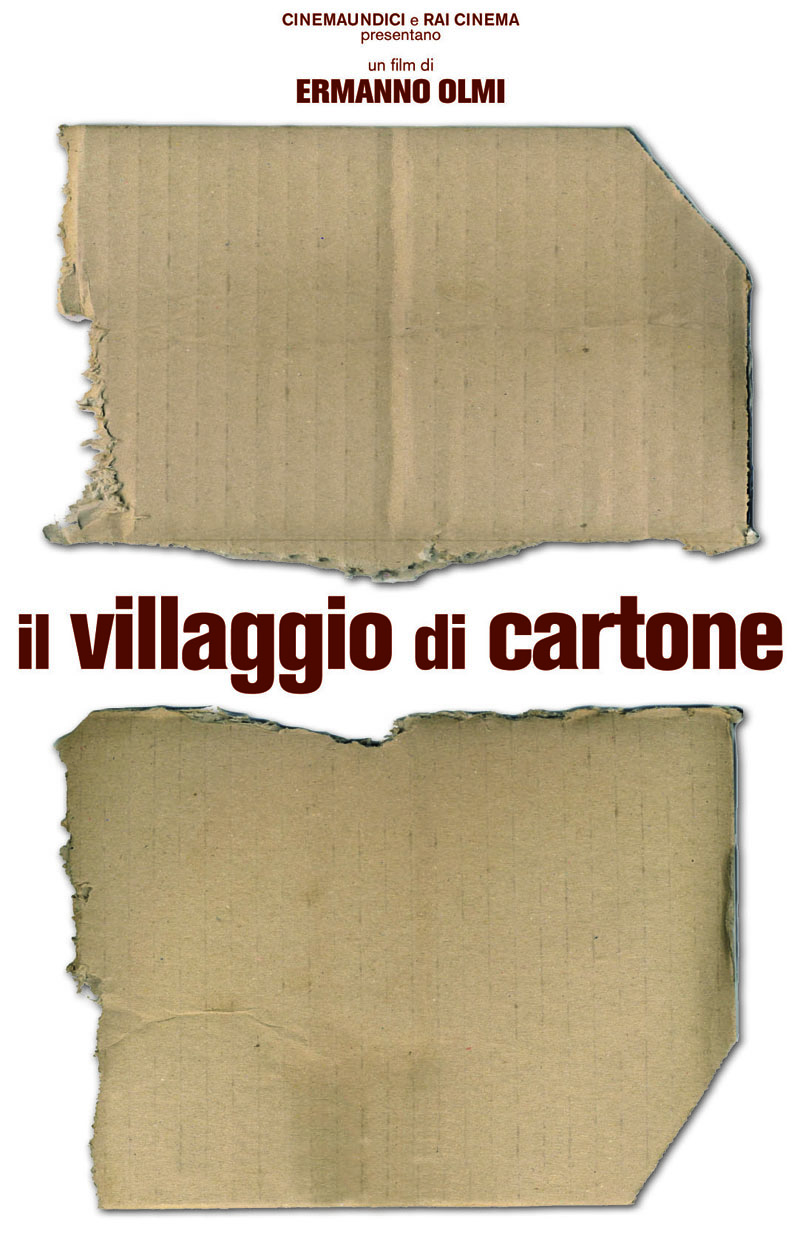 CINEMAUNDICI e RAI CINEMA
presentano
un film di
ERMANNO OLMI
il villaggio di cartone